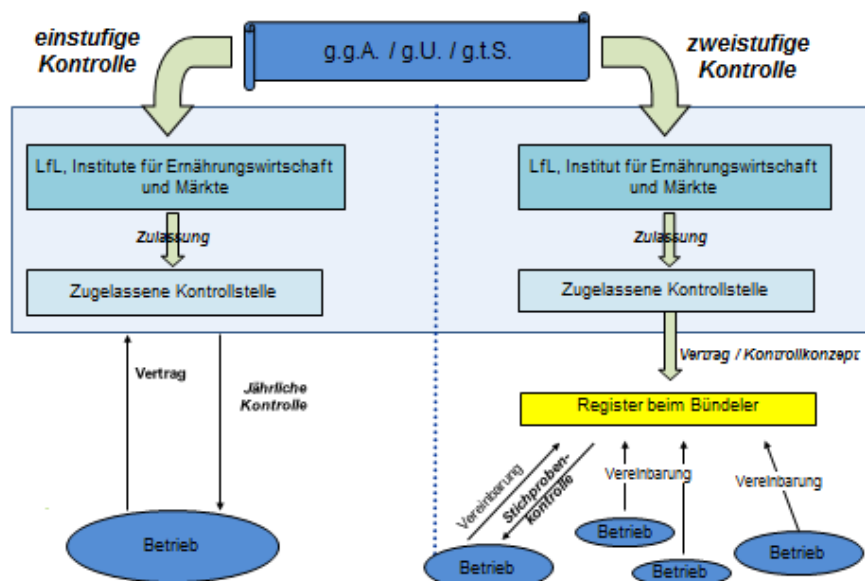 einstufige
Kontrolle
g.g.A. / g.U. / g.t.S.
zweistufige
Kontrolle
LfL, Institute für Ernährungswirtschaft
und Märkte
Zulassung
Zugelassene Kontrollstelle
Vertrag
Jährliche
Kontrolle
Betrieb
LfL, Institut für Ernährungswirtschaft
und Märkte
Zulassung
Zugelassene Kontrollstelle
Vertrag / Kontrollkonzept
Register beim Bündeler
Vereinbarung
Stichproben-
kontrolle
Vereinbarung
Vereinbarung
Betrieb
Betrieb
Betrieb
Betrieb